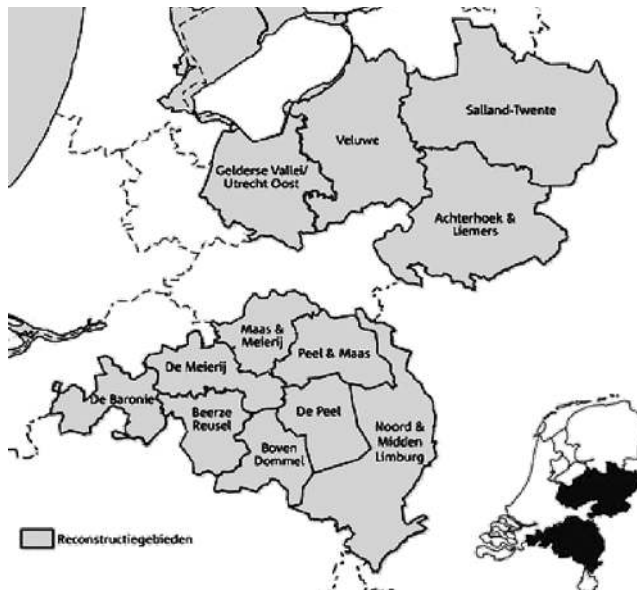 Salland-Twente
Veluwe
Gelderse Vallei/
Utrecht Oost
Achterhoek &
Liemers
Maas &
Meierij
Peel & Maas
De Meierij
De Baronie
Beerze
Reusel
De Peel
Boven
Dommel
Noord &
Midden
Limburg
Reconstructiegebieden